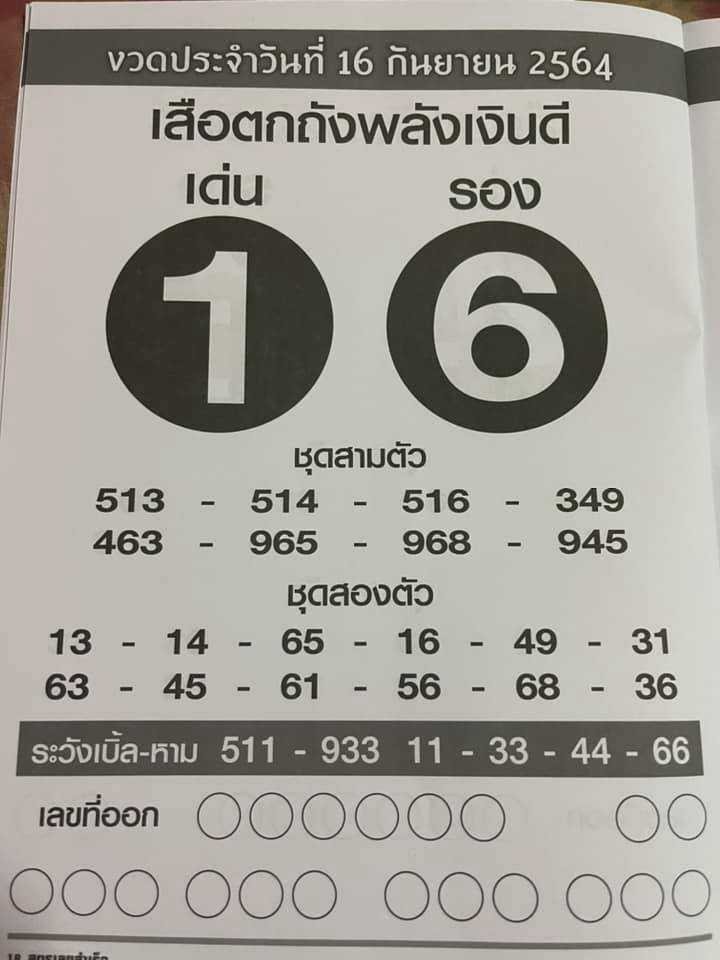 งวดประจำวันที่ 16 กันยายน 2564
เสือตกถังพลังเงินดี
เด่น รอง
1 6
ชุดสามตัว
513 - 514 - 516 - 349
463 - 965 - 968 - 945
ชุดสองตัว
13 - 14 - 65 - 16 - 49 - 31
63 - 45 - 61 - 56 - 68 - 36
ระวังเบิ้ล-หาม 511 - 933 11 - 33 - 44 - 66
เลขที่ออก